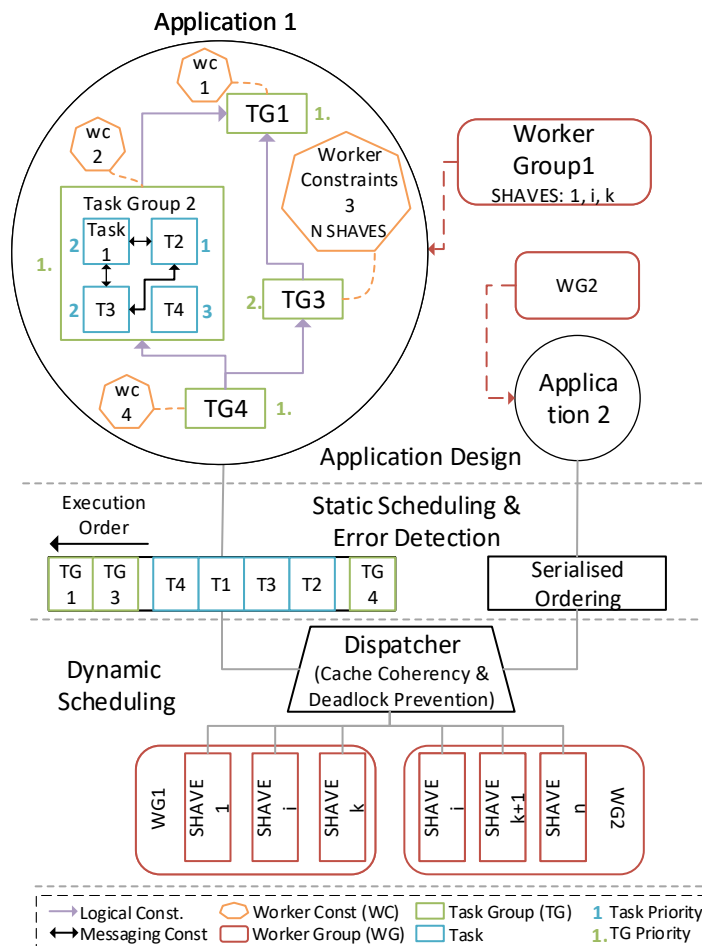 Application 1
wc
1
TG1
1.
wc
2
Worker
Constraints
3
N SHAVES
Worker
Group1
SHAVES: 1, i, k
Task Group 2
Task
1
2
T2
1
1.
T3
2
T4
3
TG3
2.
WG2
wc
4
TG4
1.
Applica
tion 2
Application Design
Execution
Order
Static Scheduling &
Error Detection
TG
1
TG
3
T4
T1
T3
T2
TG
4
Serialised
Ordering
Dynamic
Scheduling
Dispatcher
(Cache Coherency &
Deadlock Prevention)
WG1
SHAVE
1
SHAVE
i
SHAVE
k
SHAVE
i
SHAVE
k+1
SHAVE
n
WG2
Logical Const.
Worker Const (WC)
Task Group (TG)
1 Task Priority
Messaging Const
Worker Group (WG)
Task
1. TG Priority